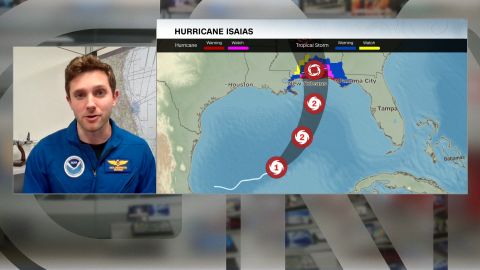 HURRICANE ISAIAS
Hurricane Warning Watch Tropical Storm Warning Watch
Houston
New Orleans
Panama City
Tampa
Bahamas
2
2
1